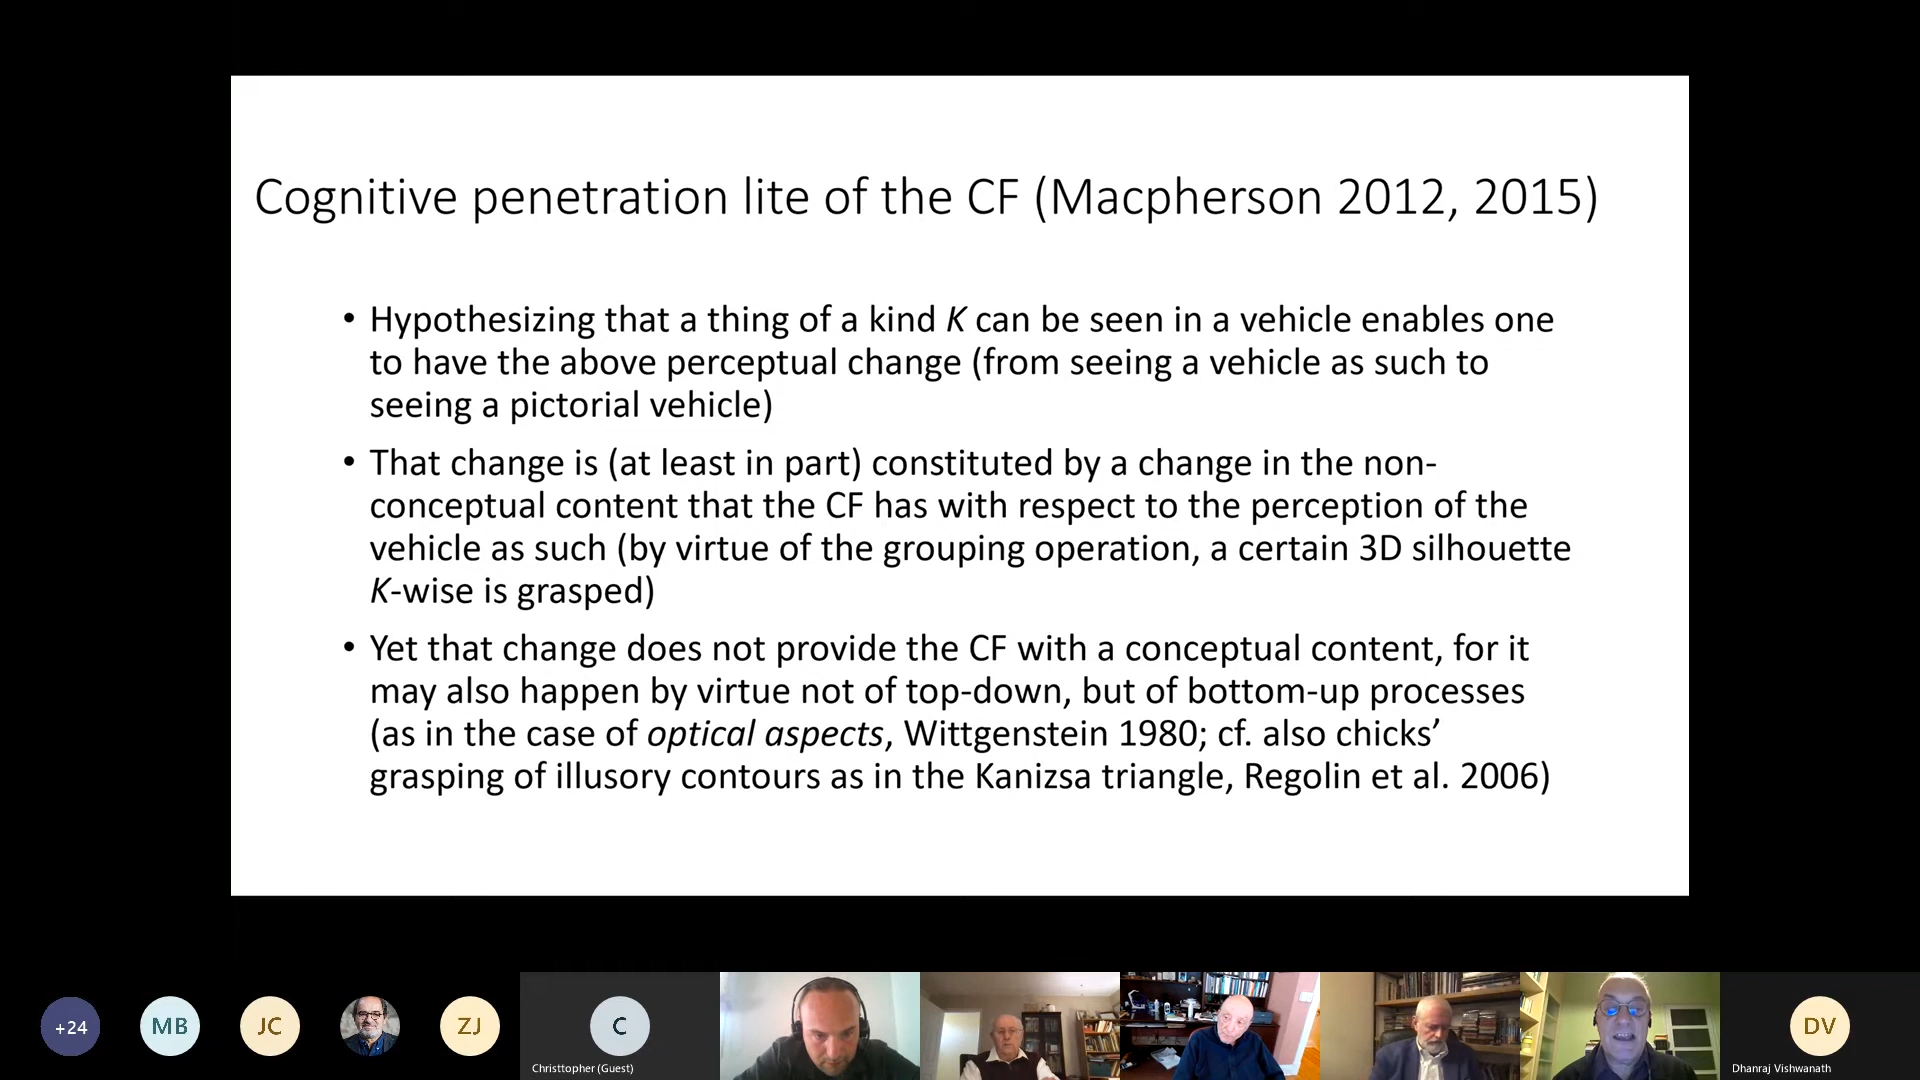 Cognitive penetration lite of the CF (Macpherson 2012, 2015)
• Hypothesizing that a thing of a kind K can be seen in a vehicle enables one
to have the above perceptual change (from seeing a vehicle as such to
seeing a pictorial vehicle)
• That change is (at least in part) constituted by a change in the non-
conceptual content that the CF has with respect to the perception of the
vehicle as such (by virtue of the grouping operation, a certain 3D silhouette
K-wise is grasped)
• Yet that change does not provide the CF with a conceptual content, for it
may also happen by virtue not of top-down, but of bottom-up processes
(as in the case of optical aspects, Wittgenstein 1980; cf. also chicks’
grasping of illusory contours as in the Kanizsa triangle, Regolin et al. 2006)
+24
MB
JC
ZJ
C
Christtopher (Guest)
DV
Dhanraj Vishwanath